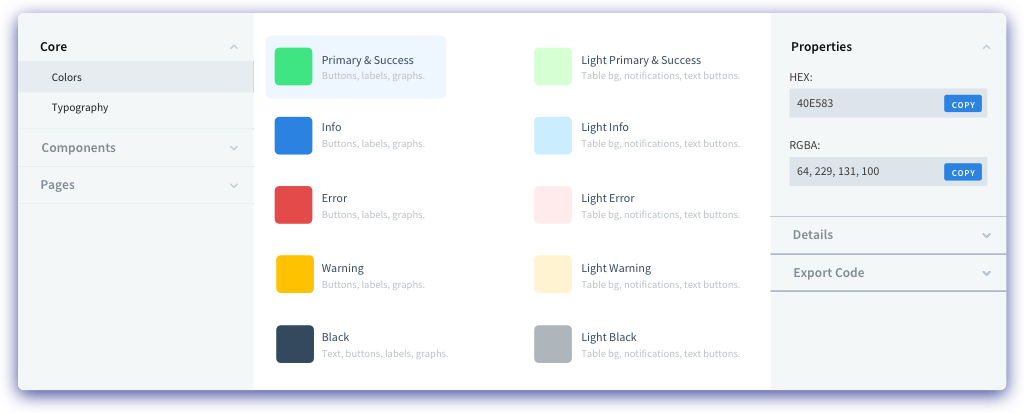 Core
Colors
Typography
Components
Pages
Primary & Success
Buttons, labels, graphs.
Info
Buttons, labels, graphs.
Error
Buttons, labels, graphs.
Warning
Buttons, labels, graphs.
Black
Text, buttons, labels, graphs.
Light Primary & Success
Table bg, notifications, text buttons.
Light Info
Table bg, notifications, text buttons.
Light Error
Table bg, notifications, text buttons.
Light Warning
Table bg, notifications, text buttons.
Light Black
Table bg, notifications, text buttons.
Properties
HEX:
40E583 COPY
RGBA:
64, 229, 131, 100 COPY
Details
Export Code